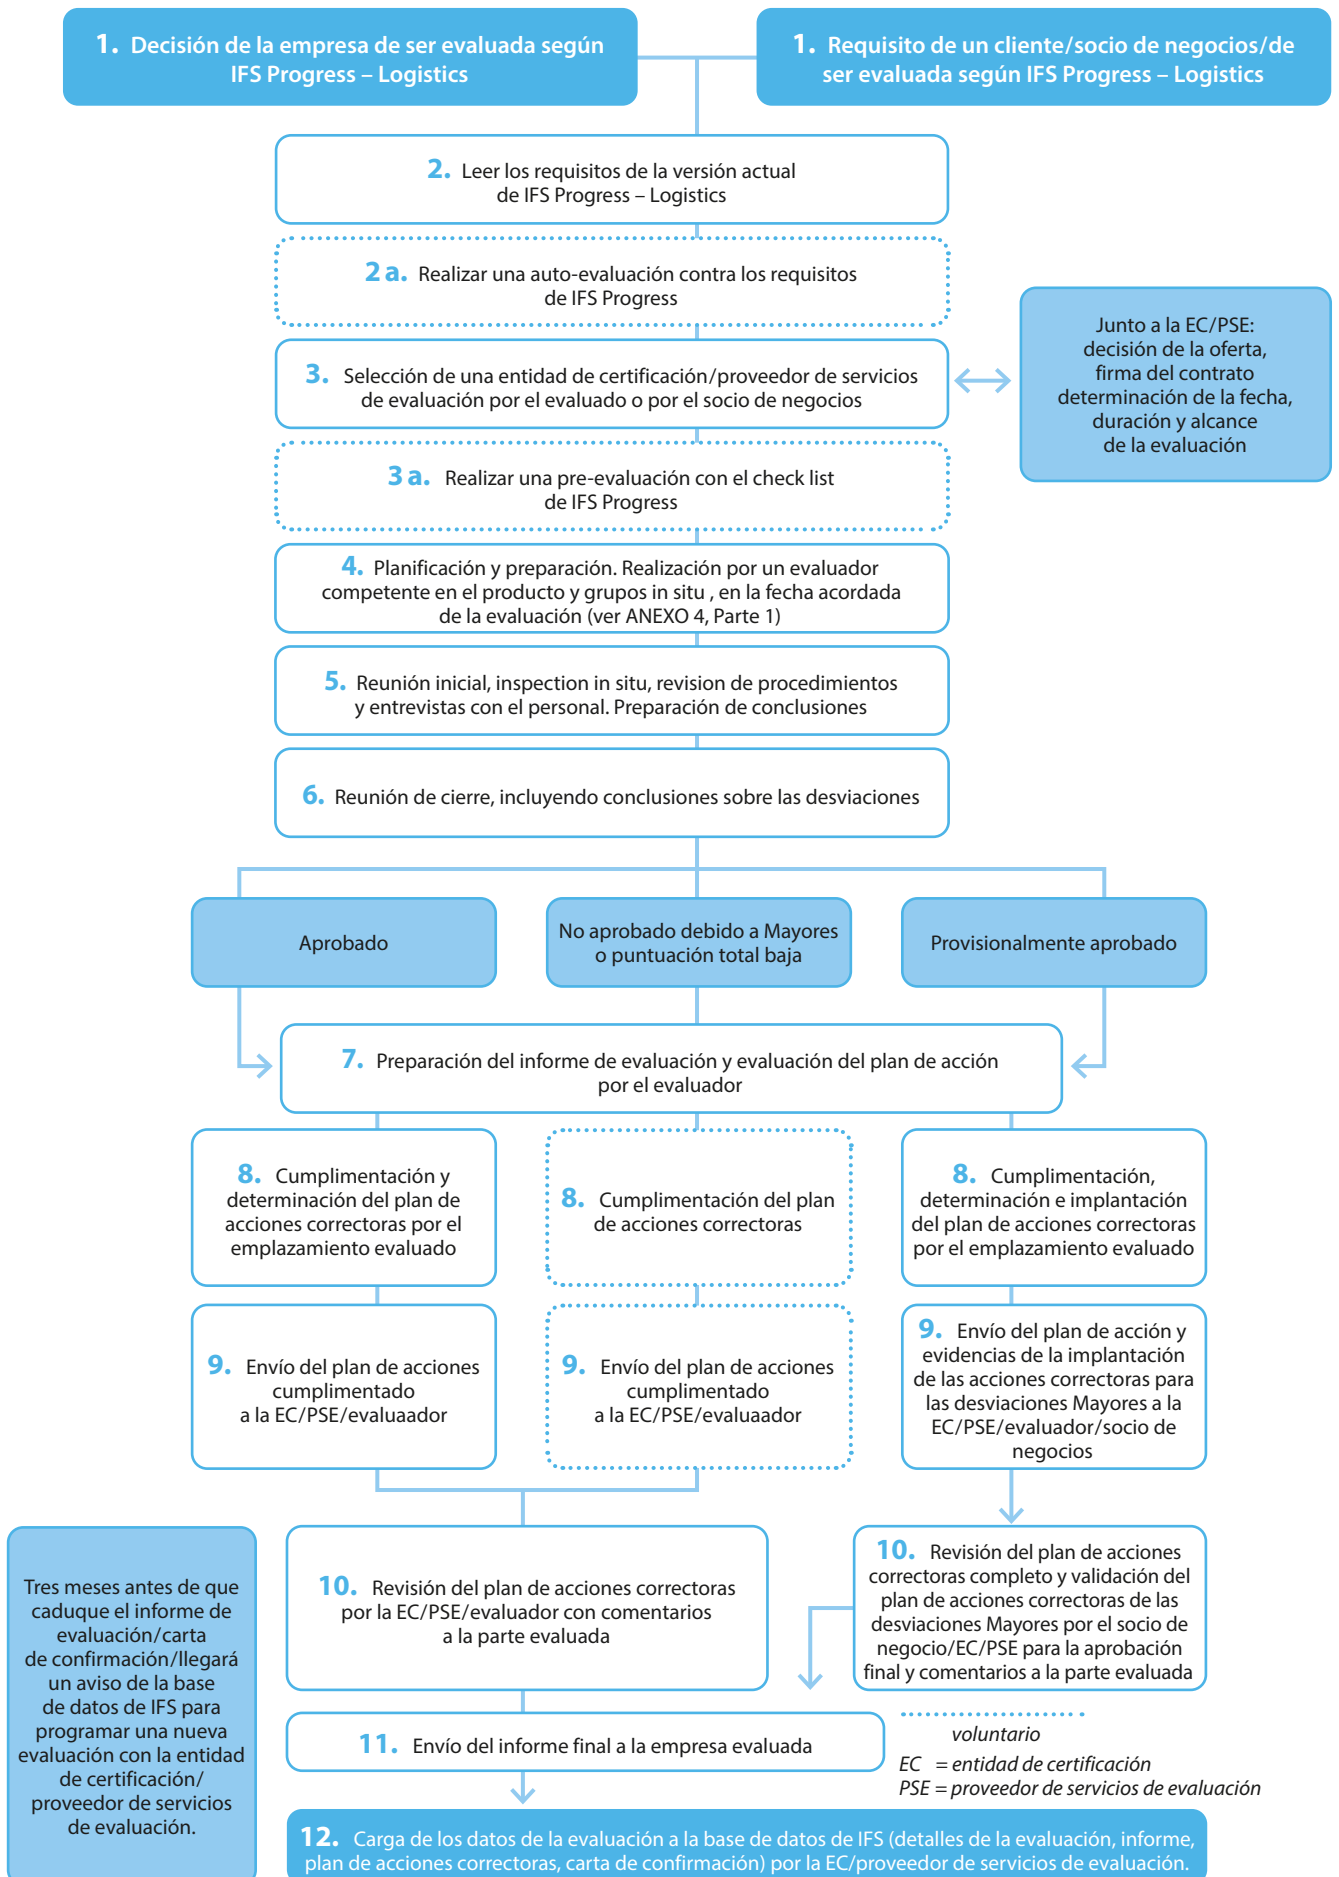 1. Decisión de la empresa de ser evaluada según
IFS Progress – Logistics
1. Requisito de un cliente/socio de negocios/de
ser evaluada según IFS Progress – Logistics
2. Leer los requisitos de la versión actual
de IFS Progress – Logistics
2 a. Realizar una auto-evaluación contra los requisitos
de IFS Progress
3. Selección de una entidad de certificación/proveedor de servicios
de evaluación por el evaluado o por el socio de negocios
Junto a la EC/PSE:
decisión de la oferta,
firma del contrato
determinación de la fecha,
duración y alcance
de la evaluación
3 a. Realizar una pre-evaluación con el check list
de IFS Progress
4. Planificación y preparación. Realización por un evaluador
competente en el producto y grupos in situ , en la fecha acordada
de la evaluación (ver ANEXO 4, Parte 1)
5. Reunión inicial, inspection in situ, revision de procedimientos
y entrevistas con el personal. Preparación de conclusiones
6. Reunión de cierre, incluyendo conclusiones sobre las desviaciones
Aprobado
No aprobado debido a Mayores
o puntuación total baja
Provisionalmente aprobado
7. Preparación del informe de evaluación y evaluación del plan de acción
por el evaluador
8. Cumplimentación y
determinación del plan de
acciones correctoras por el
emplazamiento evaluado
8. Cumplimentación del plan
de acciones correctoras
8. Cumplimentación,
determinación e implantación
del plan de acciones correctoras
por el emplazamiento evaluado
9. Envío del plan de acciones
cumplimentado
a la EC/PSE/evaluaador
9. Envío del plan de acciones
cumplimentado
a la EC/PSE/evaluaador
9. Envío del plan de acción y
evidencias de la implantación
de las acciones correctoras para
las desviaciones Mayores a la
EC/PSE/evaluador/socio de
negocios
Tres meses antes de que
caduque el informe de
evaluación/carta
de confirmación/llegará
un aviso de la base
de datos de IFS para
programar una nueva
evaluación con la entidad
de certificación/
proveedor de servicios
de evaluación.
10. Revisión del plan de acciones correctoras
por la EC/PSE/evaluador con comentarios
a la parte evaluada
10. Revisión del plan de acciones
correctoras completo y validación del
plan de acciones correctoras de las
desviaciones Mayores por el socio de
negocio/EC/PSE para la aprobación
final y comentarios a la parte evaluada
11. Envío del informe final a la empresa evaluada
voluntario
EC = entidad de certificación
PSE = proveedor de servicios de evaluación
12. Carga de los datos de la evaluación a la base de datos de IFS (detalles de la evaluación, informe,
plan de acciones correctoras, carta de confirmación) por la EC/proveedor de servicios de evaluación.